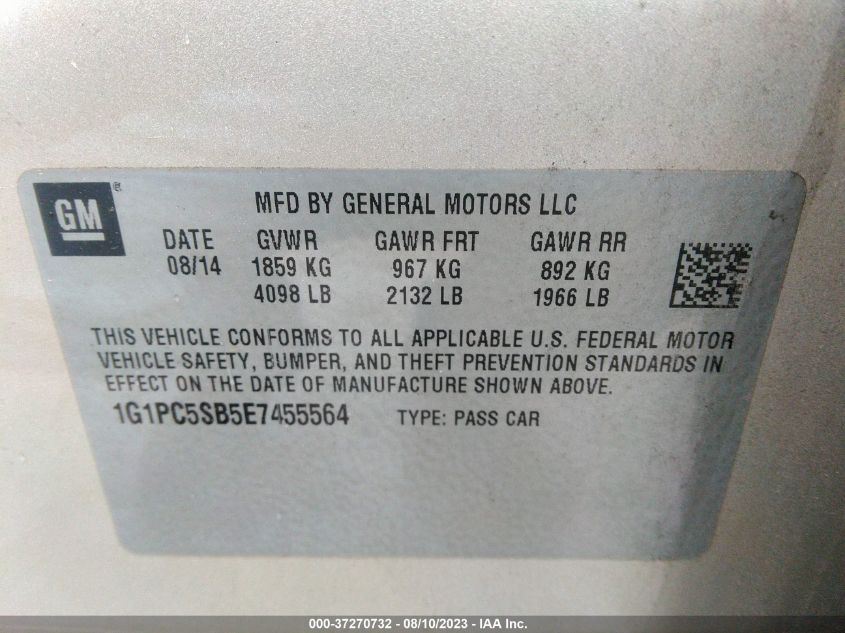 GM®
MFD BY GENERAL MOTORS LLC
DATE GVWR GAWR FRT GAWR RR
08/14 1859 KG 967 KG 892 KG
4098 LB 2132 LB 1966 LB
THIS VEHICLE CONFORMS TO ALL APPLICABLE U.S. FEDERAL MOTOR
VEHICLE SAFETY, BUMPER, AND THEFT PREVENTION STANDARDS IN
EFFECT ON THE DATE OF MANUFACTURE SHOWN ABOVE.
1G1PC5SB5E7455564 TYPE: PASS CAR
000-37270732 - 08/10/2023 - IAA Inc.